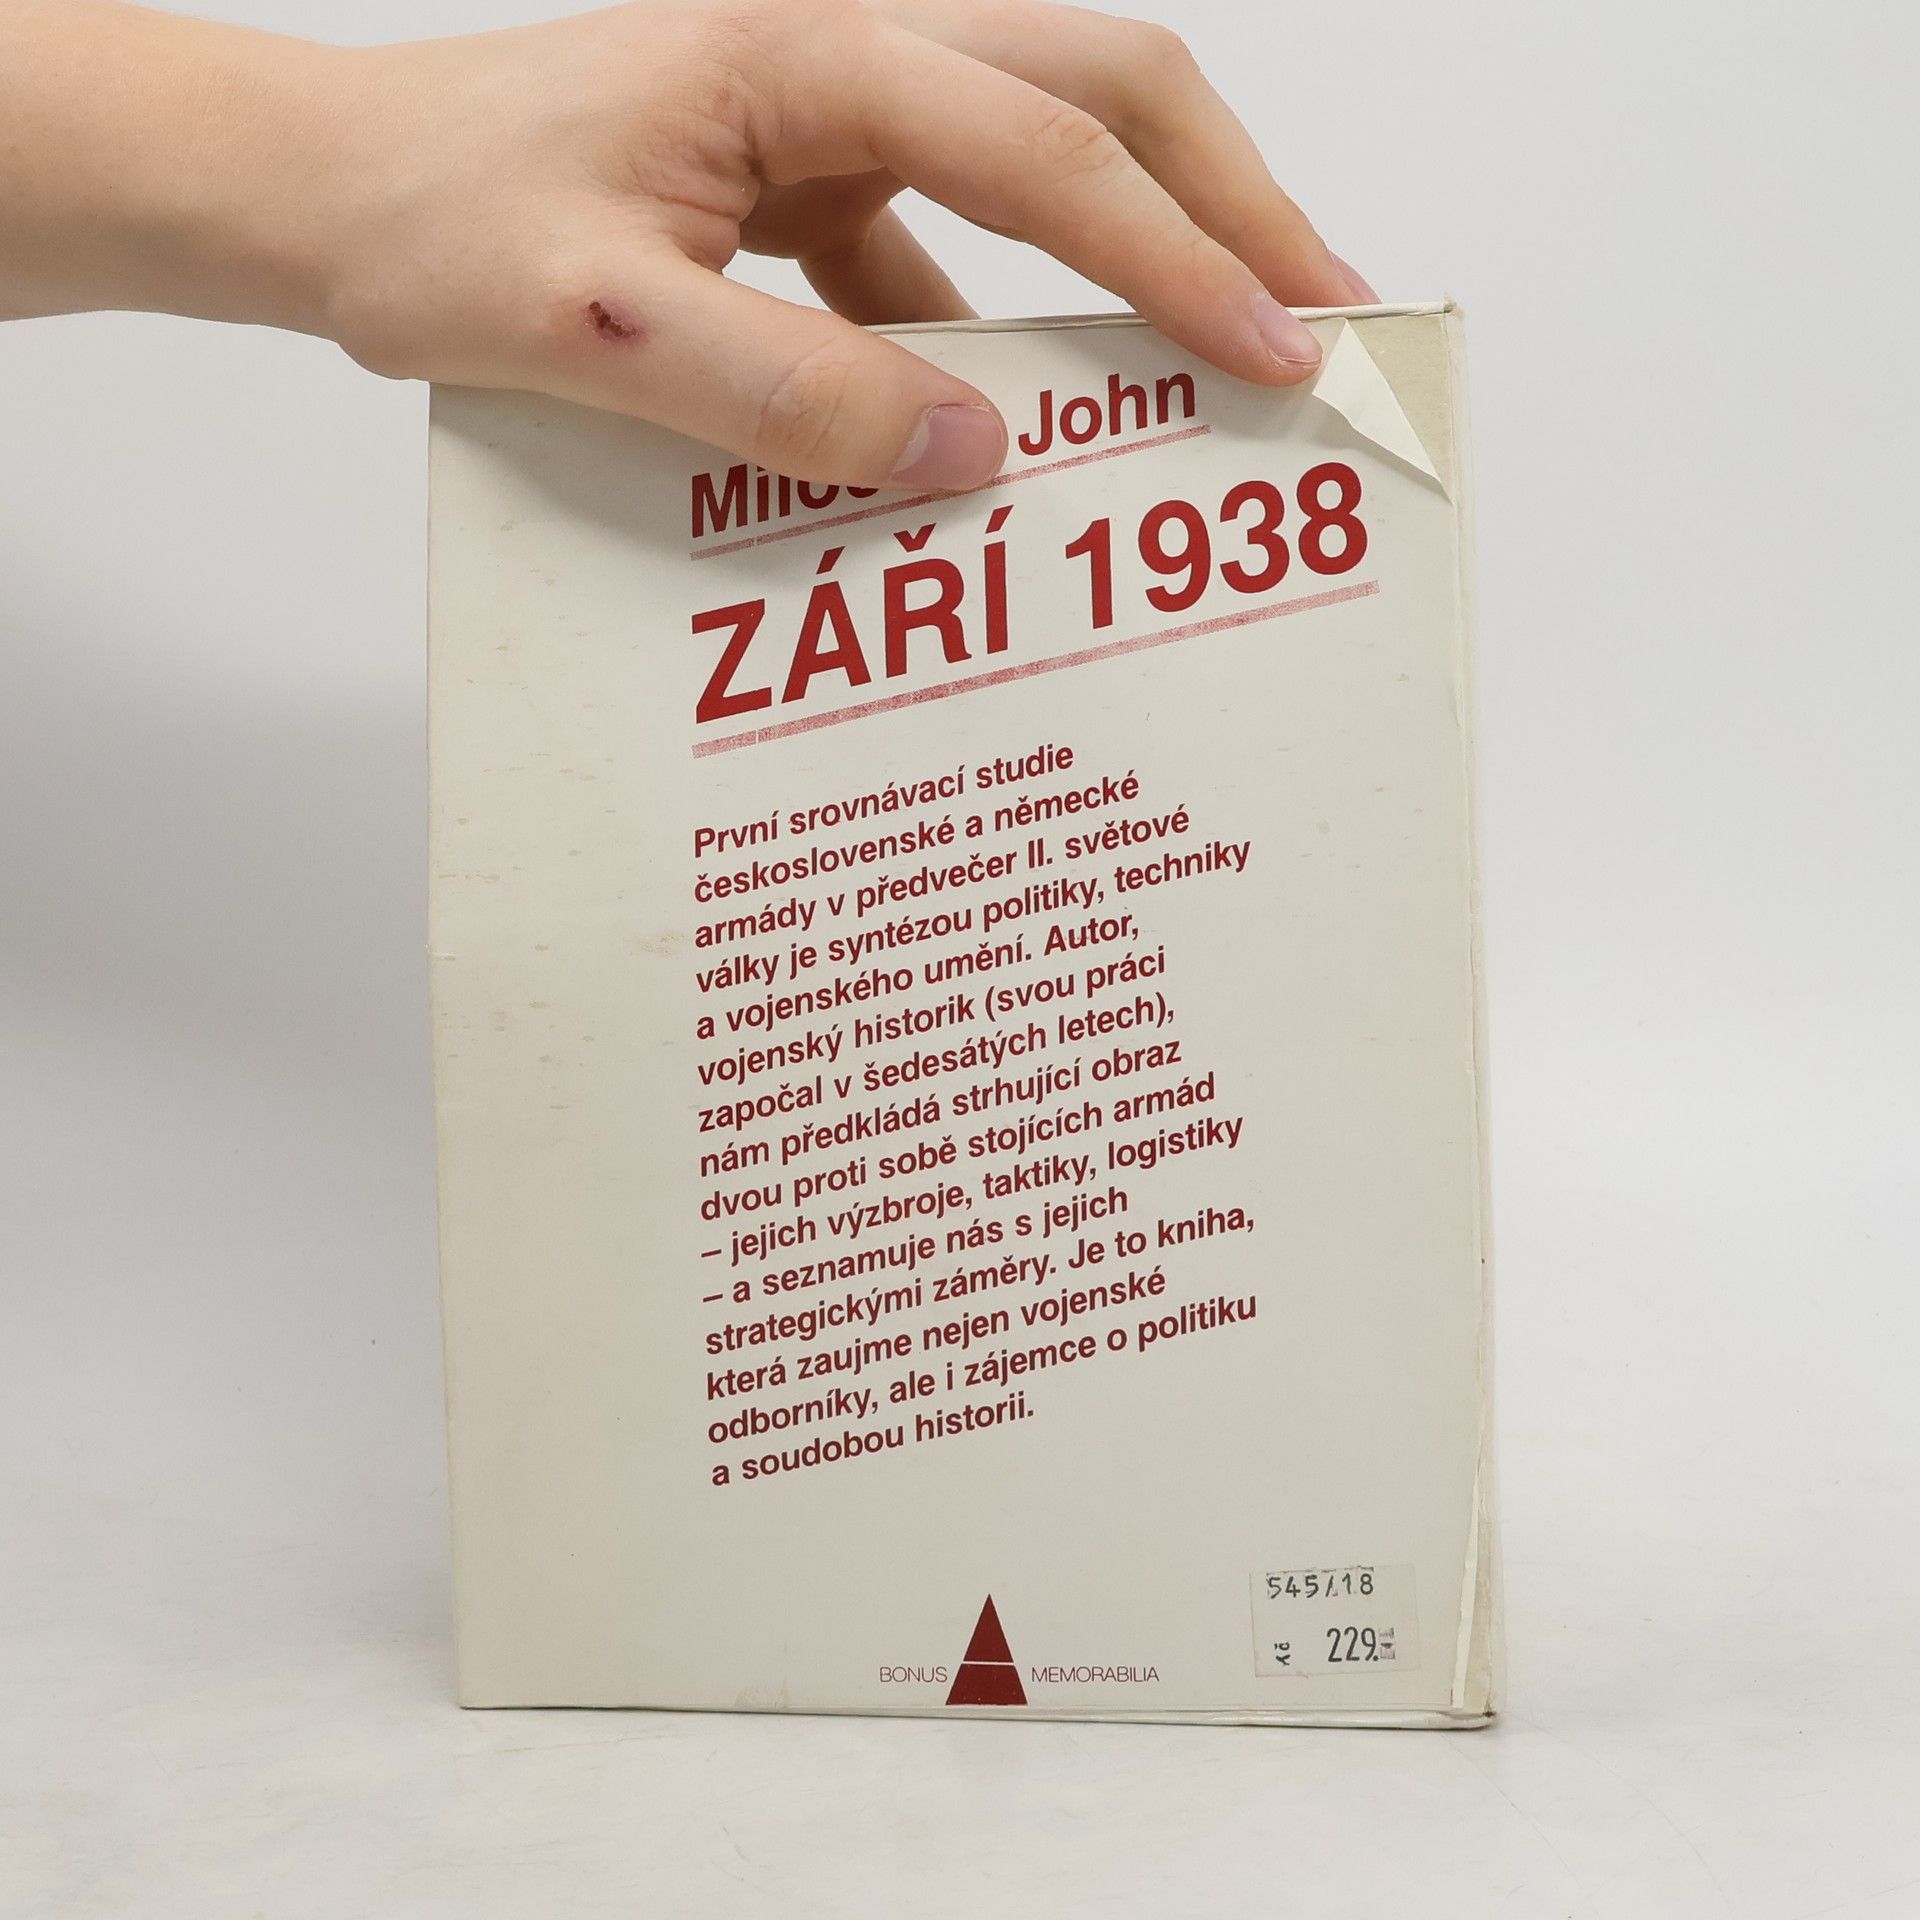 John
ZÁŘÍ 1938
První srovnávací studie
československé a německé
armády v předvečer II. světové
války je syntézou politiky, techniky
a vojenského umění. Autor,
vojenský historik (svou práci
započal v šedesátých letech),
nám předkládá strhující obraz
dvou proti sobě stojících armád
– jejich výzbroje, taktiky, logistiky
– a seznamuje nás s jejich
strategickými záměry. Je to kniha,
která zaujme nejen vojenské
odborníky, ale i zájemce o politiku
a soudobou historii.
545/18
Kč 229.
BONUS MEMORABILIA